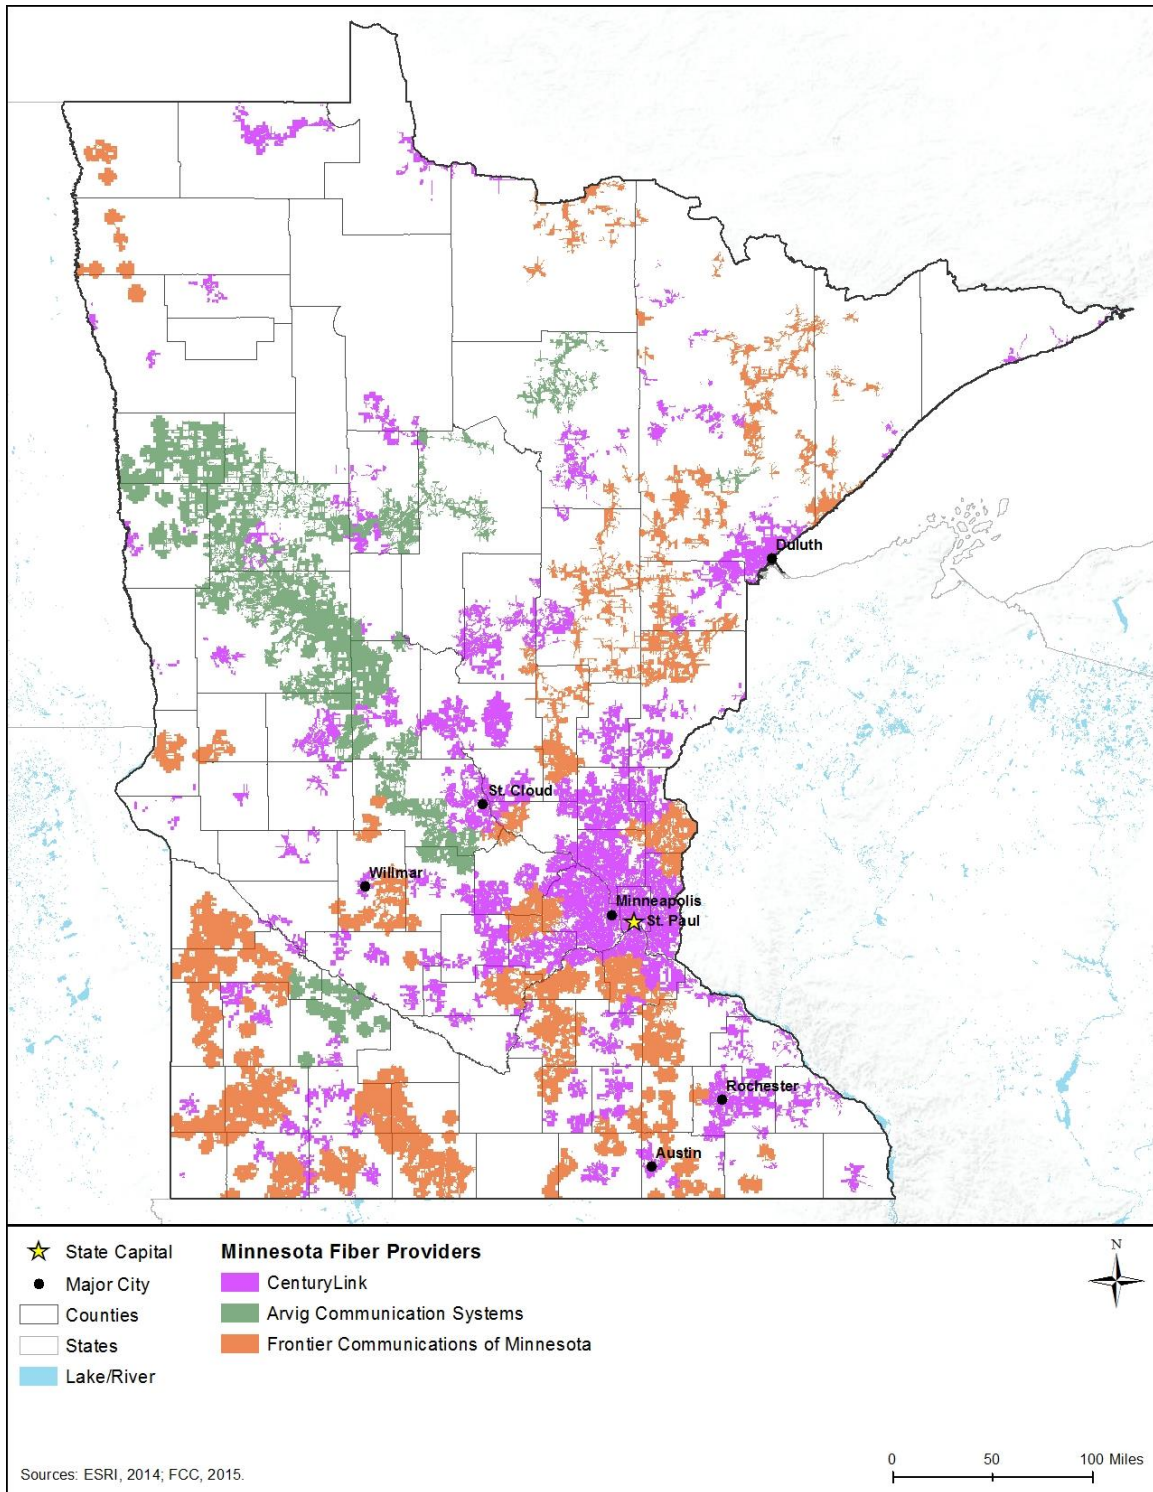 Duluth
St. Cloud
Willmar
Minneapolis
St. Paul
Rochester
Austin
State Capital
Major City
Counties
States
Lake/River
Minnesota Fiber Providers
CenturyLink
Arvig Communication Systems
Frontier Communications of Minnesota
N
Sources: ESRI, 2014; FCC, 2015.
0 50 100 Miles